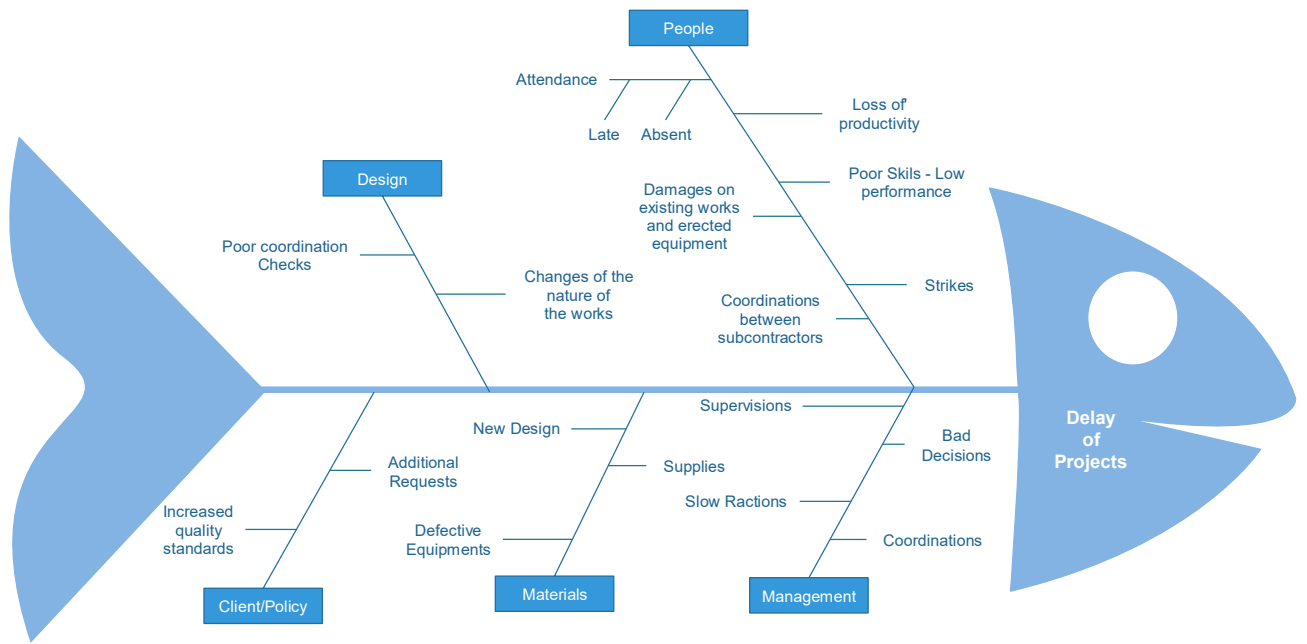 People
Attendance
Late
Absent
Loss of'
productivity
Poor Skils - Low
performance
Damages on
existing works
and erected
equipment
Strikes
Coordinations
between
subcontractors
Design
Poor coordination
Checks
Changes of the
nature of
the works
Delay
of
Projects
Additional
Requests
Increased
quality
standards
Client/Policy
New Design
Supplies
Defective
Equipments
Materials
Supervisions
Bad
Decisions
Slow Ractions
Coordinations
Management